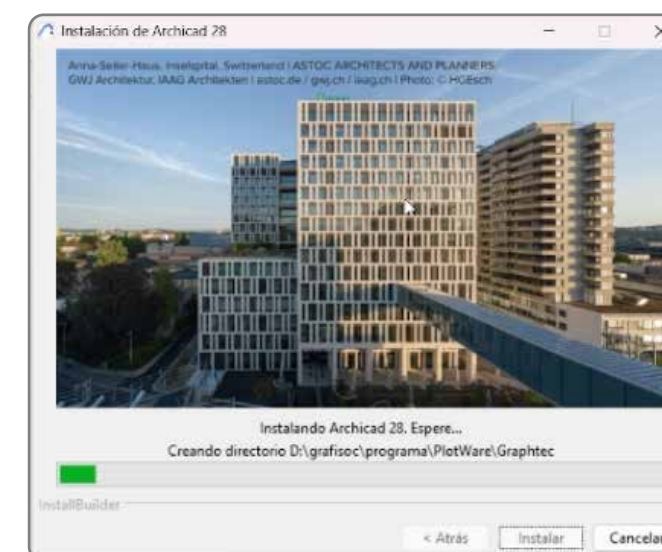 Instalación de Archicad 28
Anna-Seiler-Haus, Inselspital, Switzerland | ASTOC ARCHITECTS AND PLANNERS
GWJ Architektur, IAAG Architekten | astoc.de / gwj.ch / iaag.ch | Photo: © HGEsch
Instalando Archicad 28. Espere...
Creando directorio D:\grafisoc\programa\PlotWare\Graphtec
InstallBuilder
< Atrás
Instalar
Cancelar